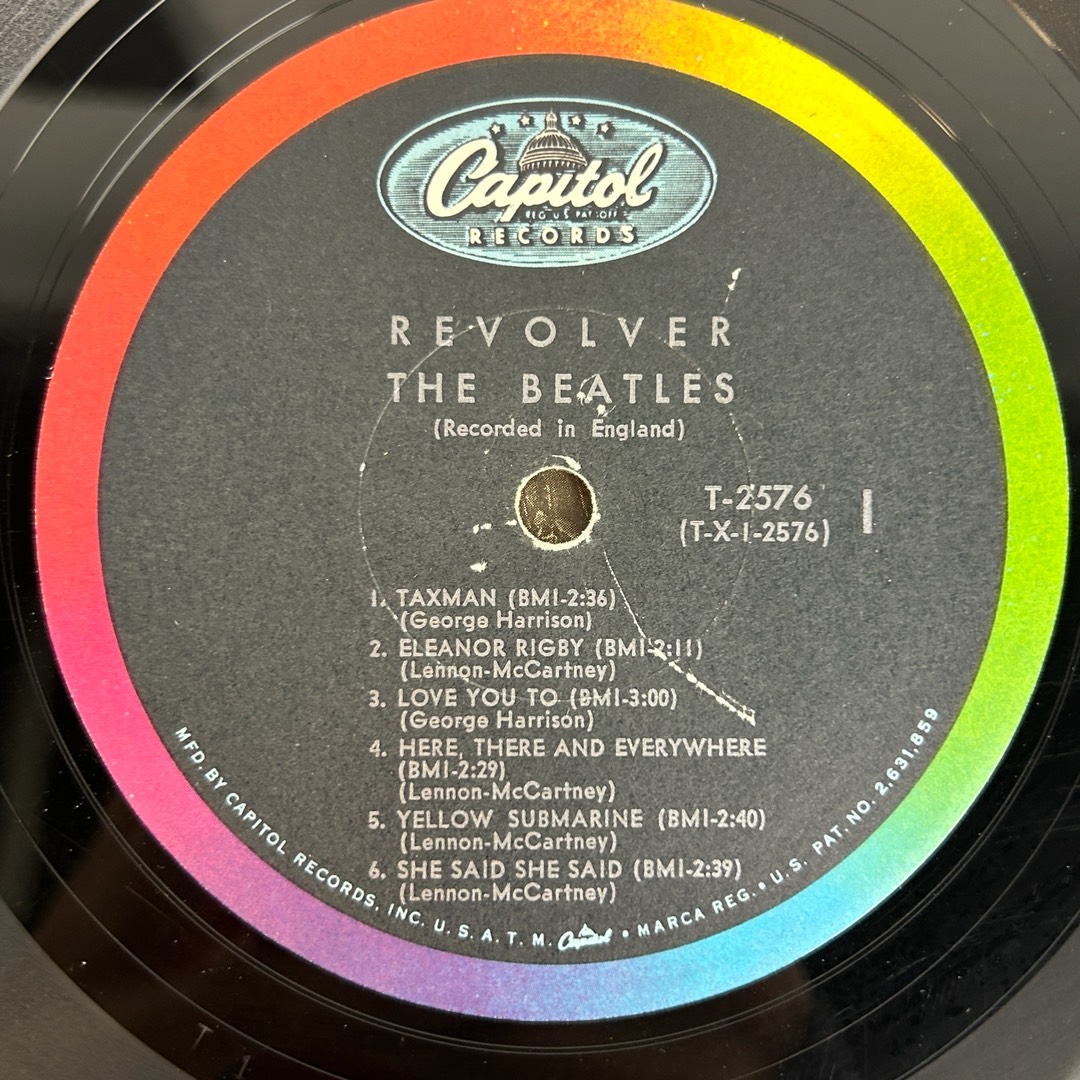 Capitol
REG U S PAT OFF
RECORDS
REVOLVER
THE BEATLES
(Recorded in England)
T-2576
(T-X-1-2576)
1
1. TAXMAN (BMI-2:36)
(George Harrison)
2. ELEANOR RIGBY (BMI-2:11)
(Lennon-McCartney)
3. LOVE YOU TO (BMI-3:00)
(George Harrison)
4. HERE, THERE AND EVERYWHERE
(BMI-2:29)
(Lennon-McCartney)
5. YELLOW SUBMARINE (BMI-2:40)
(Lennon-McCartney)
6. SHE SAID SHE SAID (BMI-2:39)
(Lennon-McCartney)
MFD. BY CAPITOL RECORDS, INC. U. S. A. T. M. Capitol • MARCA REG. • U.S. PAT. NO. 2,631,859